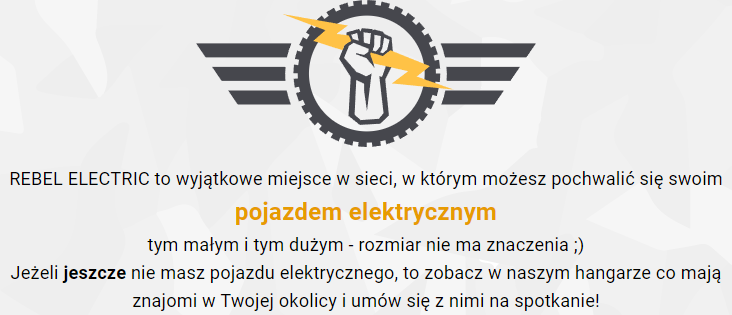 REBEL ELECTRIC to wyjątkowe miejsce w sieci, w którym możesz pochwalić się swoim
pojazdem elektrycznym
tym małym i tym dużym - rozmiar nie ma znaczenia ;)
Jeżeli jeszcze nie masz pojazdu elektrycznego, to zobacz w naszym hangarze co mają
znajomi w Twojej okolicy i umów się z nimi na spotkanie!